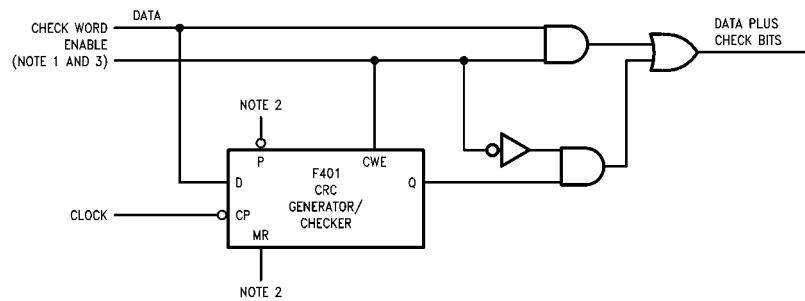 DATA
CHECK WORD
ENABLE
(NOTE 1 AND 3)
DATA PLUS
CHECK BITS
NOTE 2
P
CWE
F401
CRC
GENERATOR/
CHECKER
D
Q
CLOCK
CP
MR
NOTE 2